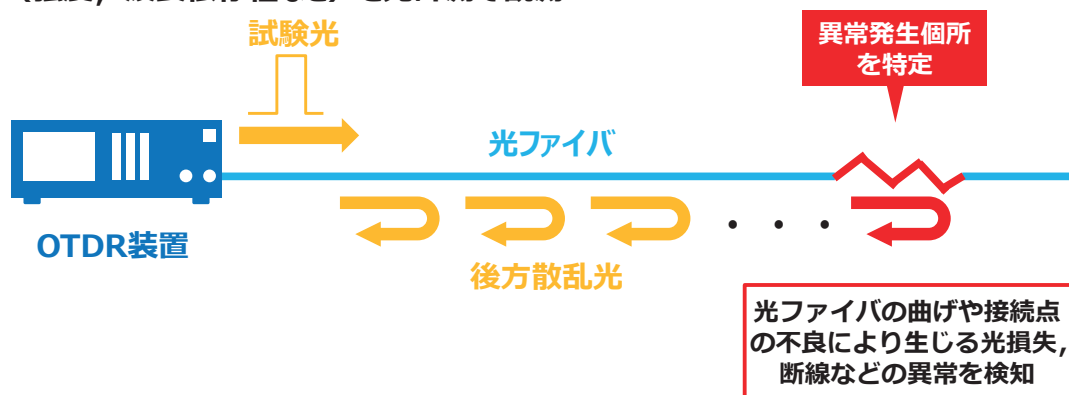 試験光
異常発生個所
を特定
光ファイバ
OTDR装置
後方散乱光
光ファイバの曲げや接続点
の不良により生じる光損失,
断線などの異常を検知